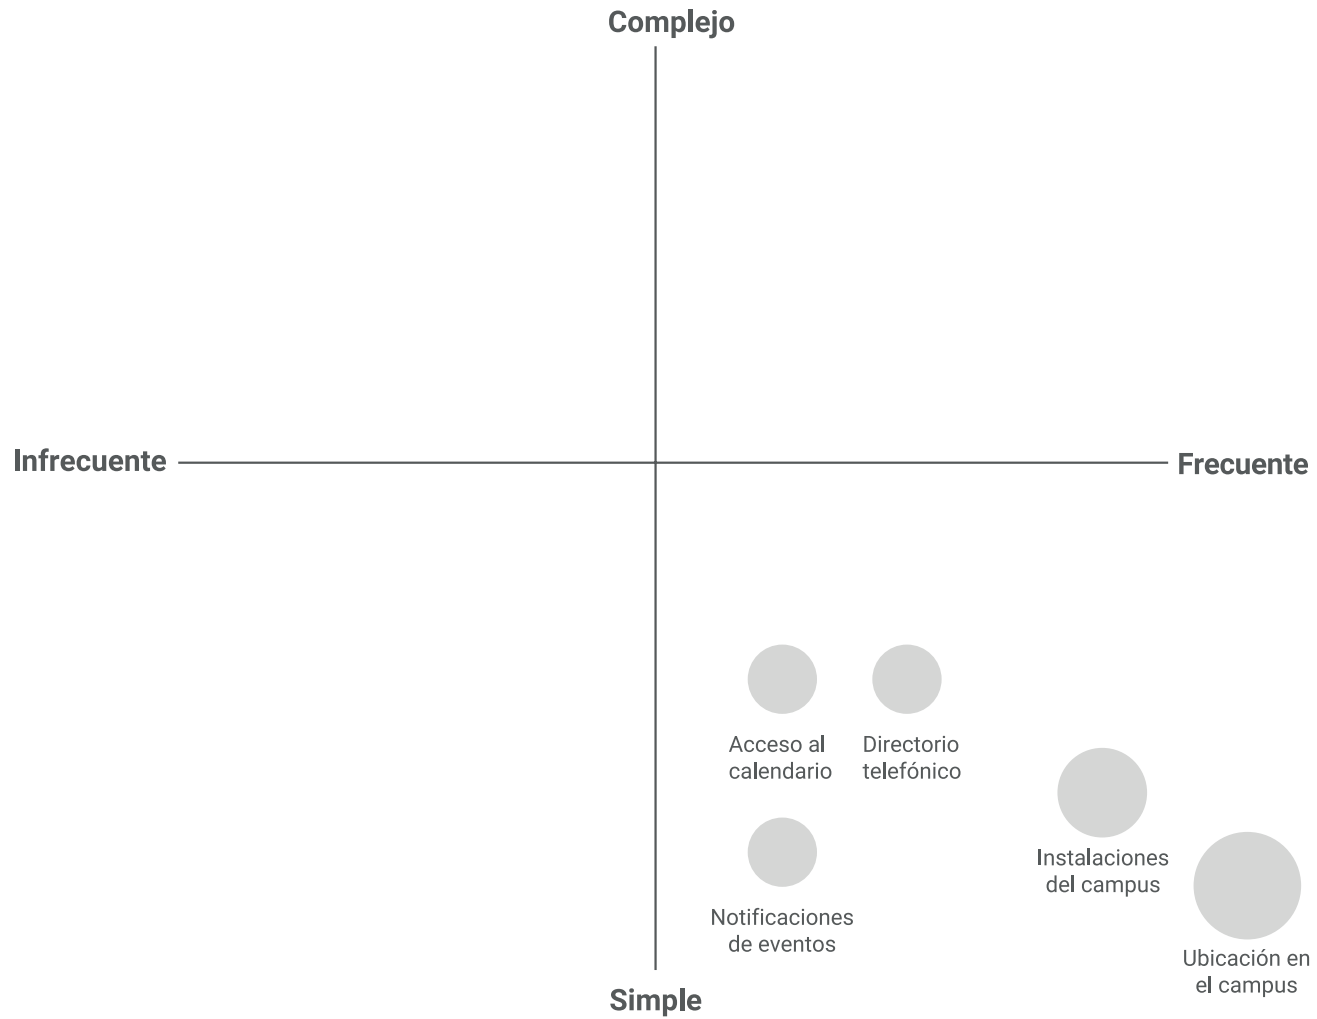 Complejo
Infrecuente
Frecuente
Acceso al
calendario
Directorio
telefónico
Instalaciones
del campus
Notificaciones
de eventos
Ubicación en
el campus
Simple